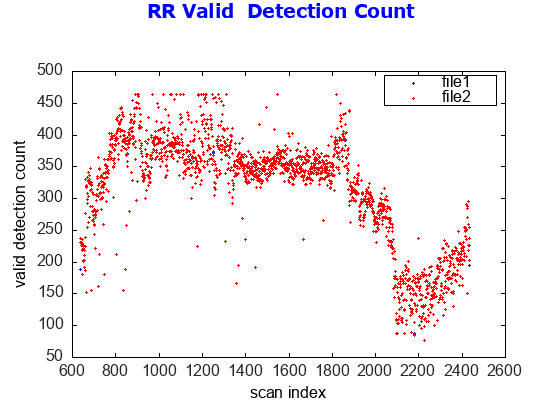 RR Valid  Detection Count
file1
file2
500
450
400
350
300
250
200
150
100
50
valid detection count
600 800 1000 1200 1400 1600 1800 2000 2200 2400 2600
scan index